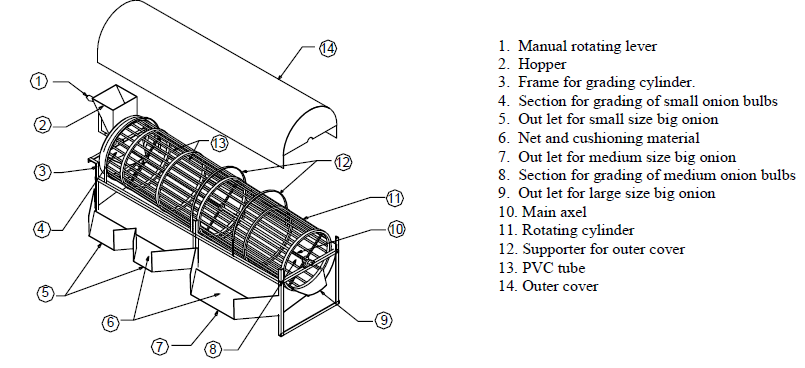 14
1
2
13
12
3
11
4
10
5
6
9
7
8
1. Manual rotating lever
2. Hopper
3. Frame for grading cylinder.
4. Section for grading of small onion bulbs
5. Out let for small size big onion
6. Net and cushioning material
7. Out let for medium size big onion
8. Section for grading of medium onion bulbs
9. Out let for large size big onion
10. Main axel
11. Rotating cylinder
12. Supporter for outer cover
13. PVC tube
14. Outer cover